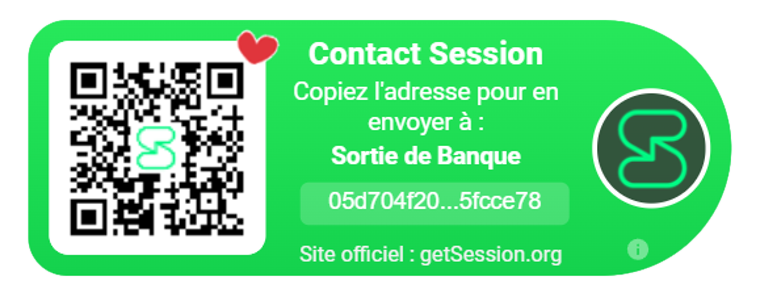 Contact Session
Copiez l'adresse pour en
envoyer à :
Sortie de Banque
05d704f20...5fcce78
Site officiel : getSession.org